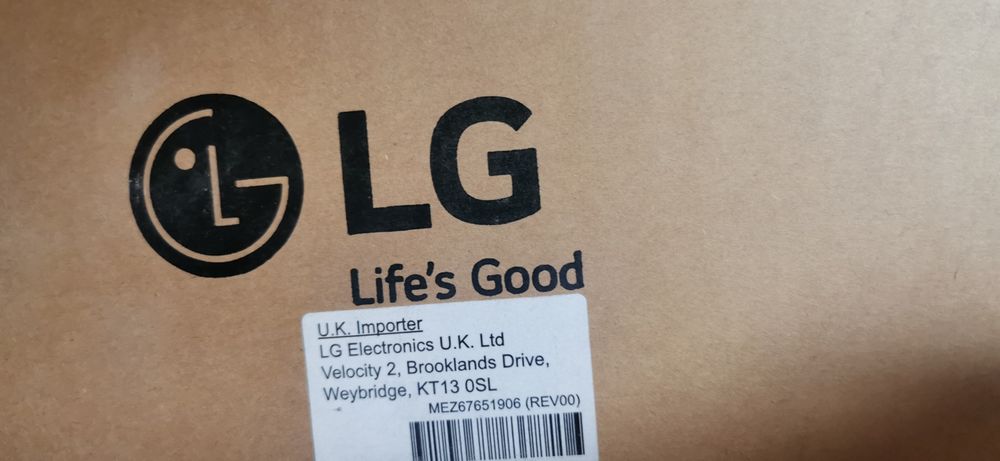 LG
Life's Good
U.K. Importer
LG Electronics U.K. Ltd
Velocity 2, Brooklands Drive,
Weybridge, KT13 0SL
MEZ67651906 (REV00)